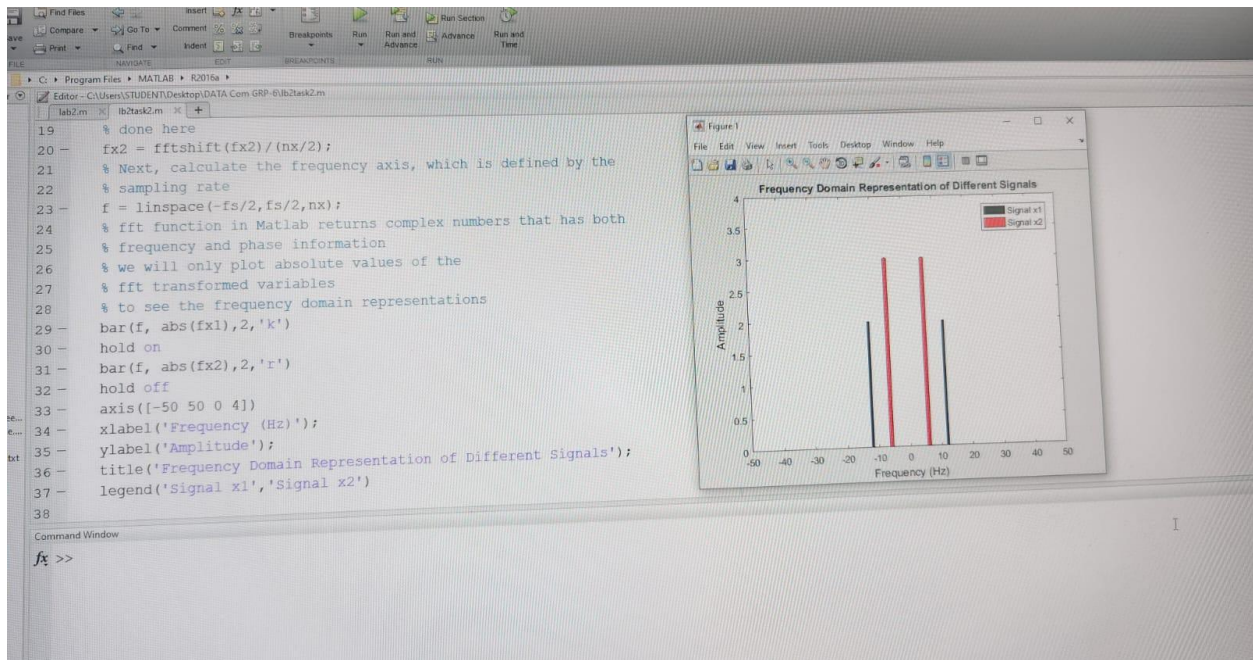 Find Files
Insert
Compare
Go To
Comment
Print
Find
Indent
Breakpoints
Run
Run and
Advance
Run Section
Advance
Run and
Time
FILE
NAVIGATE
EDIT
BREAKPOINTS
RUN
C: Program Files MATLAB R2016a
Editor - C:\Users\STUDENT\Desktop\DATA Com GRP-6\lb2task2.m
lab2.m
lb2task2.m
+
19 % done here
20 - fx2 = fftshift(fx2)/(nx/2);
21 % Next, calculate the frequency axis, which is defined by the
22 % sampling rate
23 - f = linspace(-fs/2,fs/2,nx);
24 % fft function in Matlab returns complex numbers that has both
25 % frequency and phase information
26 % we will only plot absolute values of the
27 % fft transformed variables
28 % to see the frequency domain representations
29 - bar(f, abs(fx1),2,'k')
30 - hold on
31 - bar(f, abs(fx2),2,'r')
32 - hold off
33 - axis([-50 50 0 4])
34 - xlabel('Frequency (Hz)');
35 - ylabel('Amplitude');
36 - title('Frequency Domain Representation of Different Signals');
37 - legend('Signal x1','Signal x2')
38
Command Window
fx >>
txt
Figure 1
File Edit View Insert Tools Desktop Window Help
Frequency Domain Representation of Different Signals
Signal x1
Signal x2
4
3.5
3
2.5
2
1.5
1
0.5
0
Amplitude
-50 -40 -30 -20 -10 0 10 20 30 40 50
Frequency (Hz)